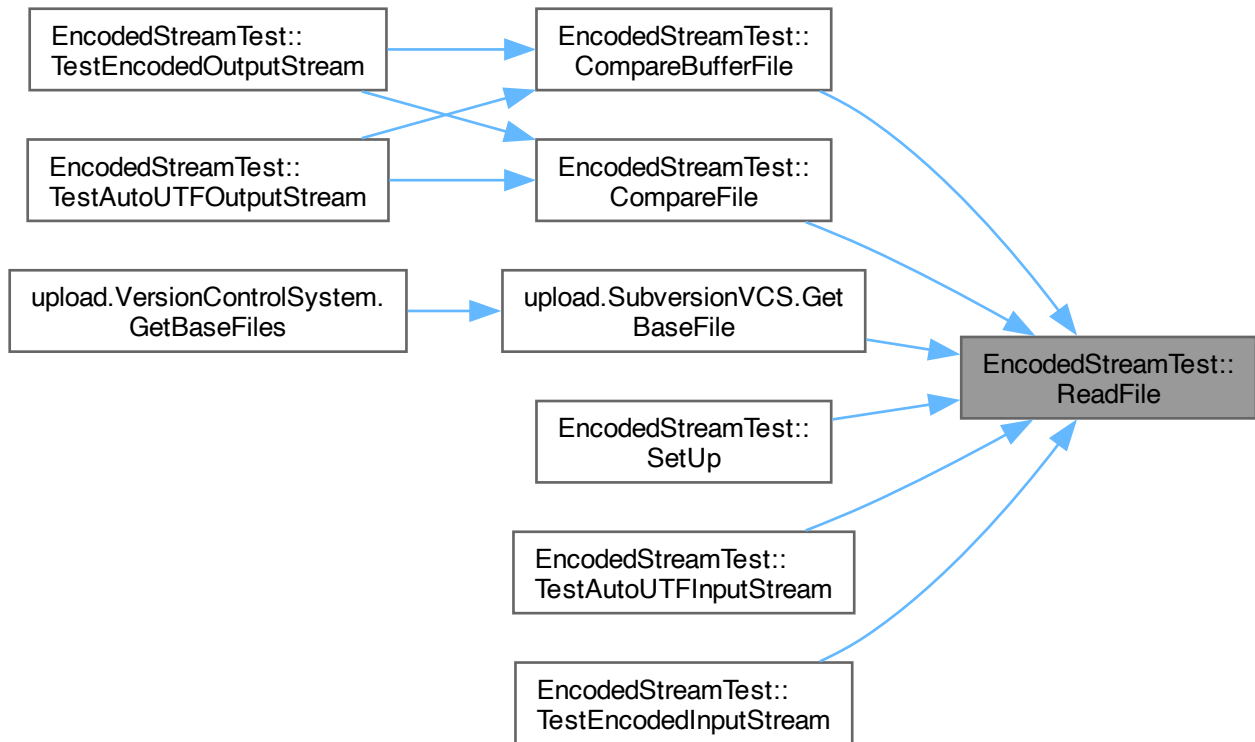 EncodedStreamTest::
TestEncodedOutputStream
EncodedStreamTest::
CompareBufferFile
EncodedStreamTest::
TestAutoUTFOutputStream
EncodedStreamTest::
CompareFile
upload.VersionControlSystem.
GetBaseFiles
upload.SubversionVCS.Get
BaseFile
EncodedStreamTest::
ReadFile
EncodedStreamTest::
SetUp
EncodedStreamTest::
TestAutoUTFInputStream
EncodedStreamTest::
TestEncodedInputStream